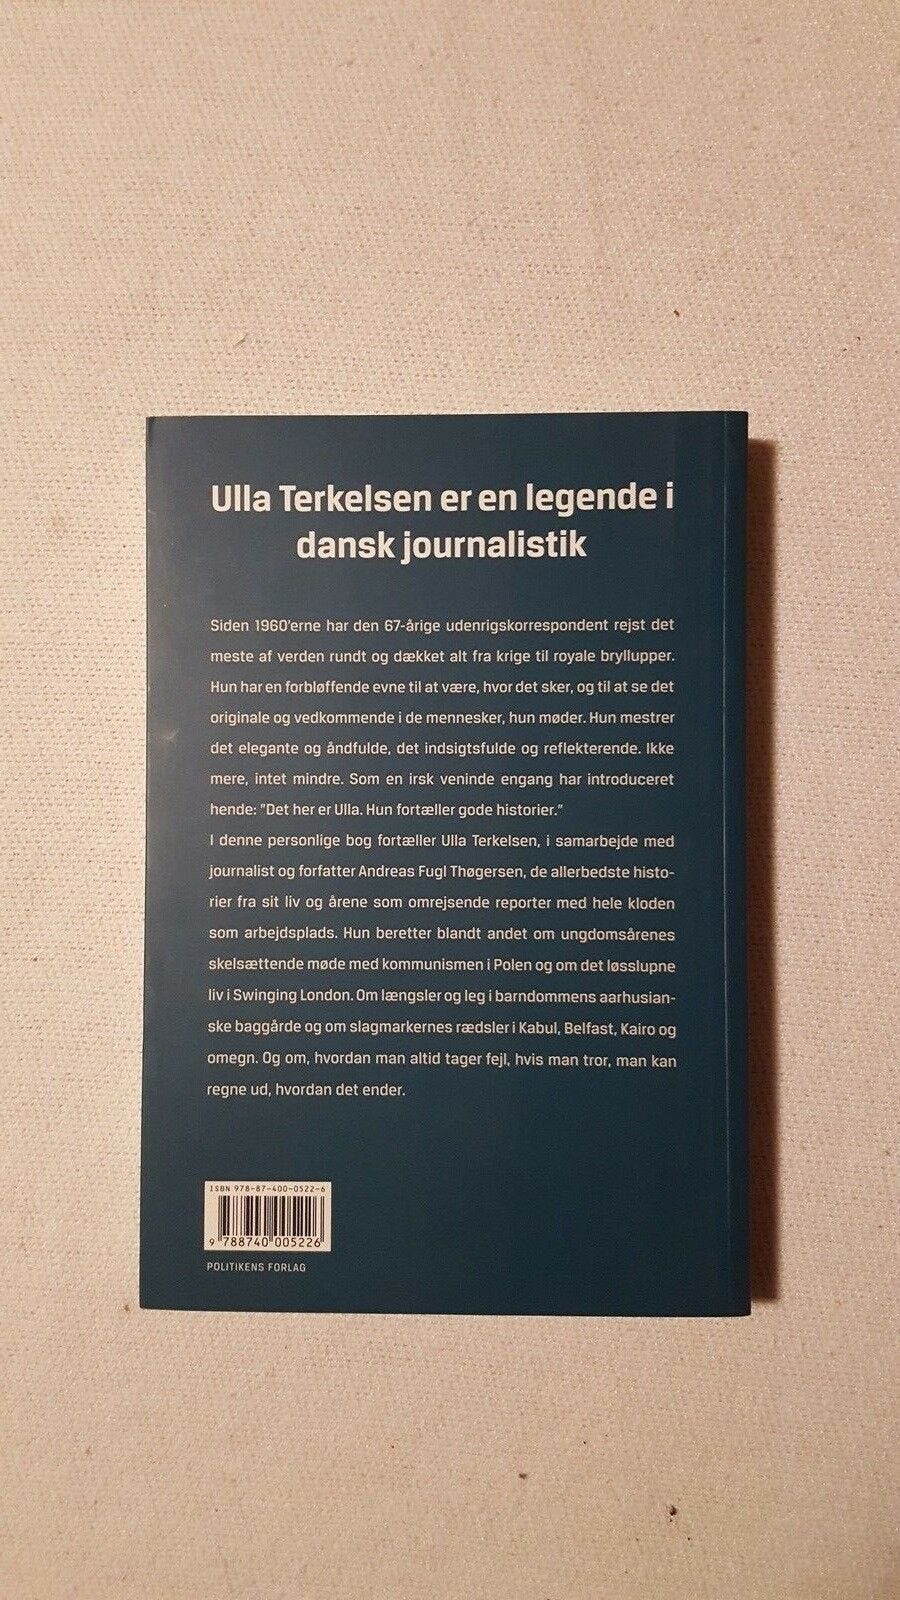 Ulla Terkelsen er en legende i
dansk journalistik
Siden 1960'erne har den 67-årige udenrigskorrespondent rejst det
meste af verden rundt og dækket alt fra krige til royale bryllupper.
Hun har en forbløffende evne til at være, hvor det sker, og til at se det
originale og vedkommende i de mennesker, hun møder. Hun mestrer
det elegante og åndfulde, det indsigtsfulde og reflekterende. Ikke
mere, intet mindre. Som en irsk veninde engang har introduceret
hende: "Det her er Ulla. Hun fortæller gode historier."
I denne personlige bog fortæller Ulla Terkelsen, i samarbejde med
journalist og forfatter Andreas Fugl Thøgersen, de allerbedste histo-
rier fra sit liv og årene som omrejsende reporter med hele kloden
som arbejdsplads. Hun beretter blandt andet om ungdomsårenes
skelsættende møde med kommunismen i Polen og om det løsslupne
liv i Swinging London. Om længsler og leg i barndommens aarhusian-
ske baggårde og om slagmarkernes rædsler i Kabul, Belfast, Kairo og
omegn. Og om, hvordan man altid tager fejl, hvis man tror, man kan
regne ud, hvordan det ender.
ISBN 978-87-400-0522-6
9 788740 005226
POLITIKENS FORLAG